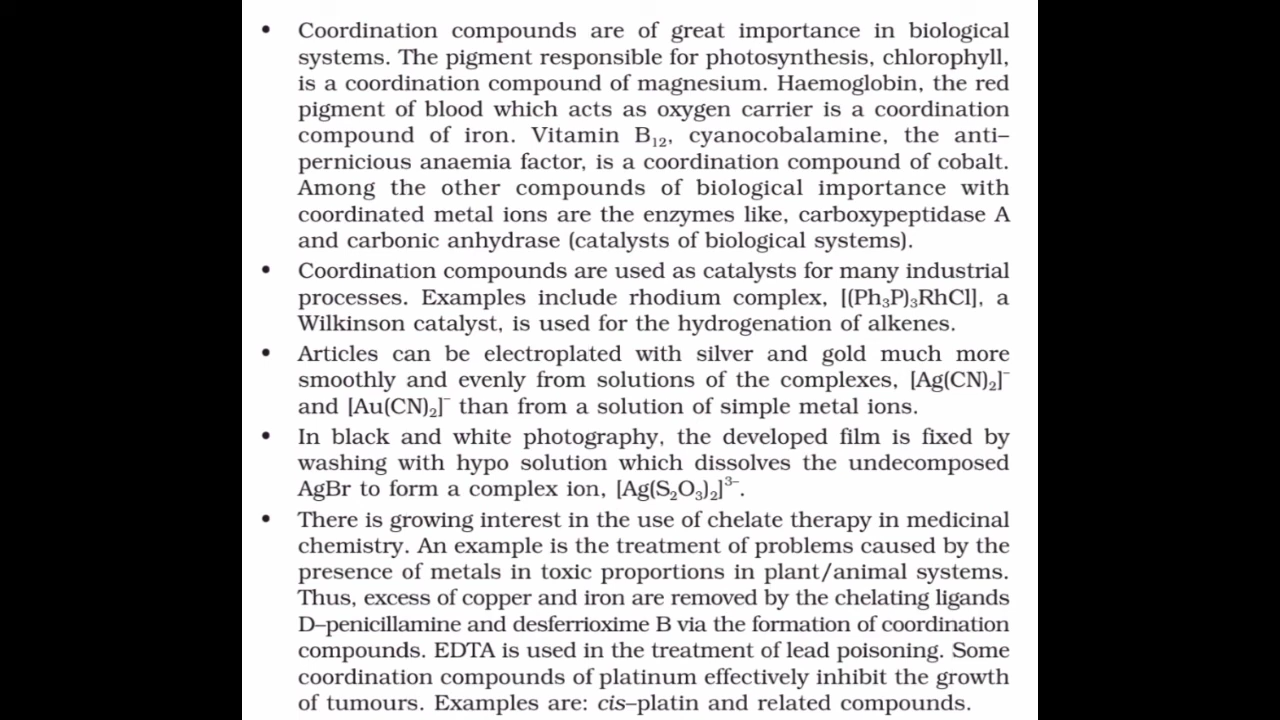 • Coordination compounds are of great importance in biological
systems. The pigment responsible for photosynthesis, chlorophyll,
is a coordination compound of magnesium. Haemoglobin, the red
pigment of blood which acts as oxygen carrier is a coordination
compound of iron. Vitamin B₁₂, cyanocobalamine, the anti–
pernicious anaemia factor, is a coordination compound of cobalt.
Among the other compounds of biological importance with
coordinated metal ions are the enzymes like, carboxypeptidase A
and carbonic anhydrase (catalysts of biological systems).
• Coordination compounds are used as catalysts for many industrial
processes. Examples include rhodium complex, [(Ph₃P)₃RhCl], a
Wilkinson catalyst, is used for the hydrogenation of alkenes.
• Articles can be electroplated with silver and gold much more
smoothly and evenly from solutions of the complexes, [Ag(CN)₂]⁻
and [Au(CN)₂]⁻ than from a solution of simple metal ions.
• In black and white photography, the developed film is fixed by
washing with hypo solution which dissolves the undecomposed
AgBr to form a complex ion, [Ag(S₂O₃)₂]³⁻.
• There is growing interest in the use of chelate therapy in medicinal
chemistry. An example is the treatment of problems caused by the
presence of metals in toxic proportions in plant/animal systems.
Thus, excess of copper and iron are removed by the chelating ligands
D–penicillamine and desferrioxime B via the formation of coordination
compounds. EDTA is used in the treatment of lead poisoning. Some
coordination compounds of platinum effectively inhibit the growth
of tumours. Examples are: cis–platin and related compounds.